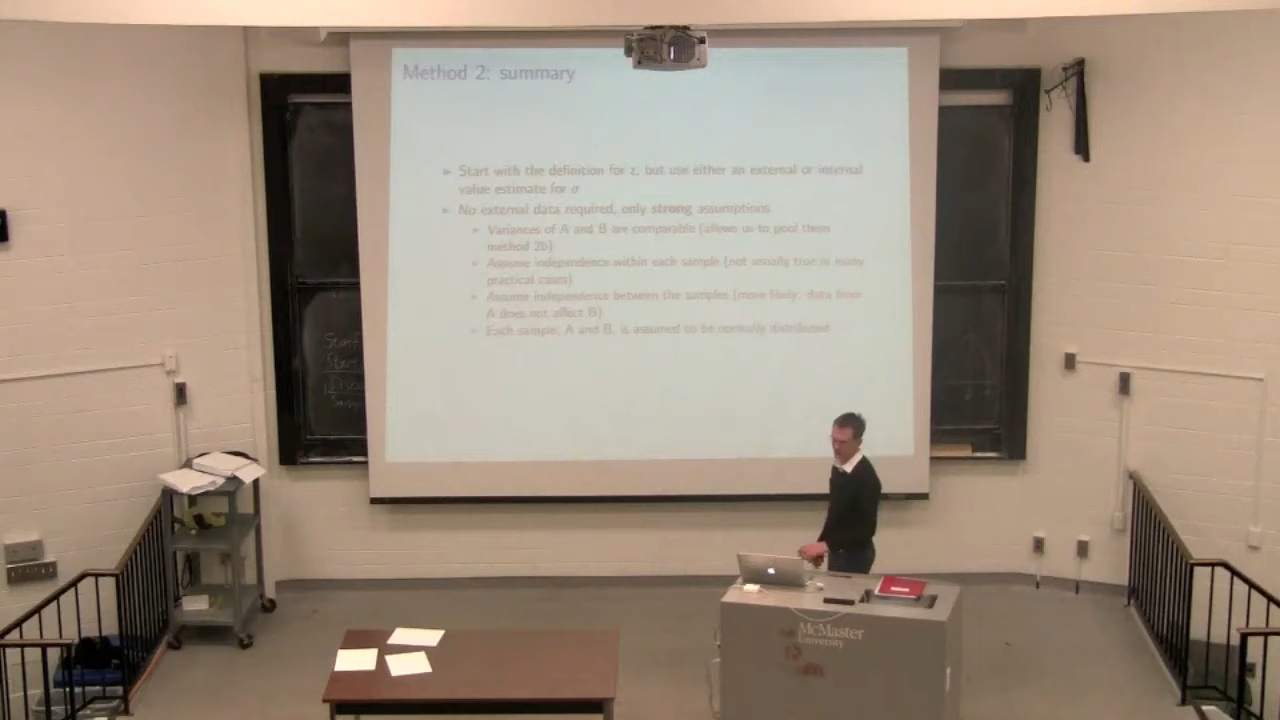 Method 2: summary
▶ Start with the definition for z, but use either an external or internal
value estimate for σ
▶ No external data required, only strong assumptions
▶ Variances of A and B are comparable (allows us to pool them
method 2b)
▶ Assume independence within each sample (not usually true in many
practical cases)
▶ Assume independence between the samples (more likely: data from
A does not affect B)
▶ Each sample, A and B, is assumed to be normally distributed
Start
Start
McMaster
University